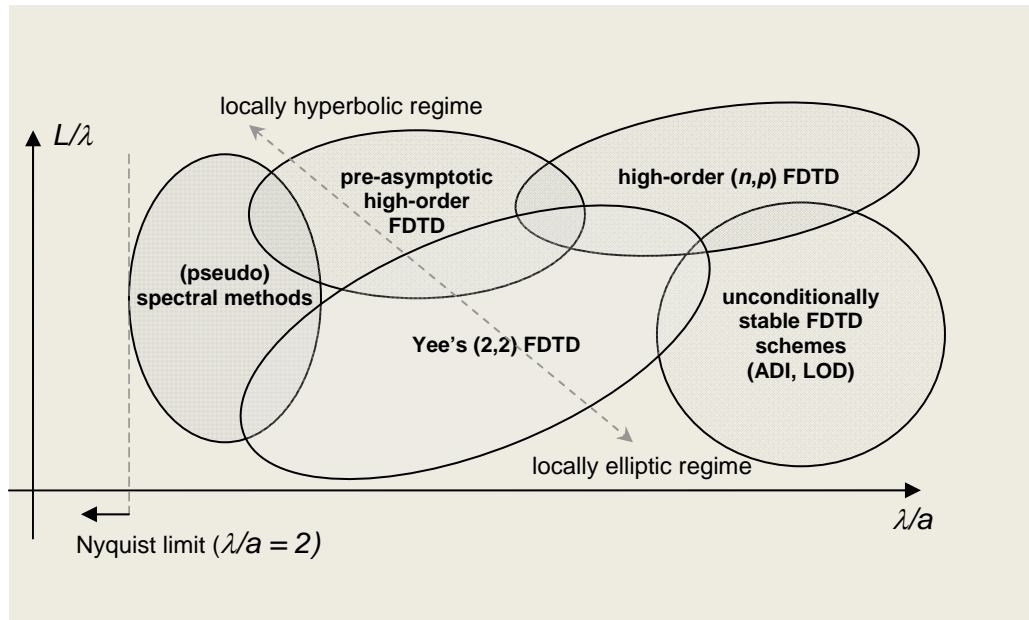 locally hyperbolic regime
L/λ
pre-asymptotic
high-order
FDTD
high-order (n,p) FDTD
(pseudo)
spectral methods
Yee's (2,2) FDTD
unconditionally
stable FDTD
schemes
(ADI, LOD)
locally elliptic regime
λ/a
Nyquist limit (λ/a = 2)